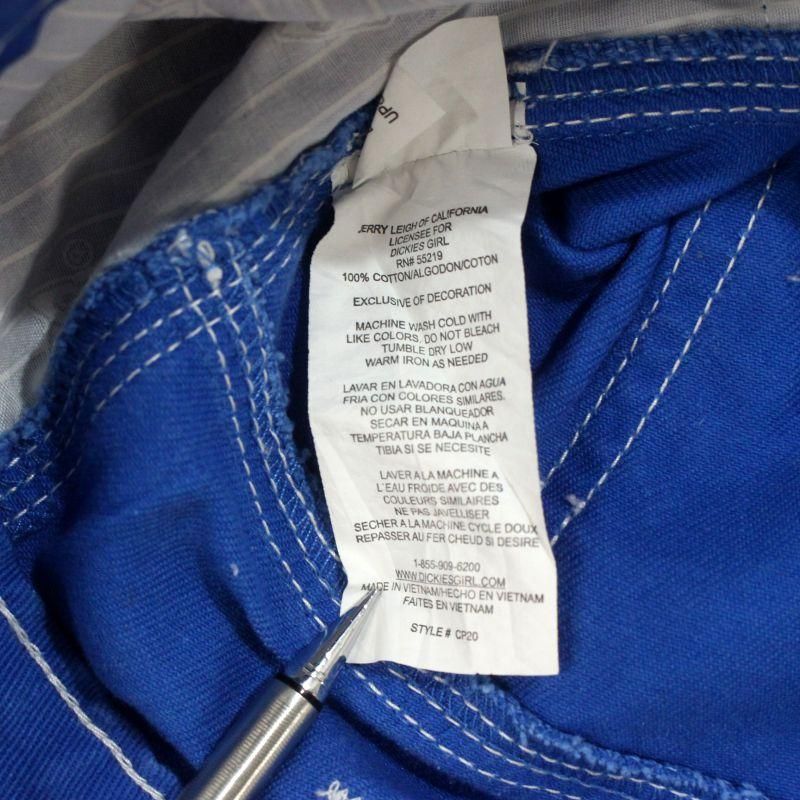 UPC
JERRY LEIGH OF CALIFORNIA
LICENSEE FOR
DICKIES GIRL
RN# 55219
100% COTTON/ALGODON/COTON
EXCLUSIVE OF DECORATION
MACHINE WASH COLD WITH
LIKE COLORS. DO NOT BLEACH
TUMBLE DRY LOW
WARM IRON AS NEEDED
LAVAR EN LAVADORA CON AGUA
FRIA CON COLORES SIMILARES.
NO USAR BLANQUEADOR
SECAR EN MAQUINA A
TEMPERATURA BAJA PLANCHA
TIBIA SI SE NECESITE
LAVER A LA MACHINE A
L'EAU FROIDE AVEC DES
COULEURS SIMILAIRES
NE PAS JAVELLISER
SECHER A LA MACHINE CYCLE DOUX
REPASSER AU FER CHEUD SI DESIRE
1-855-909-6200
WWW.DICKIESGIRL.COM
MADE IN VIETNAM/HECHO EN VIETNAM
FAITES EN VIETNAM
STYLE# CP20